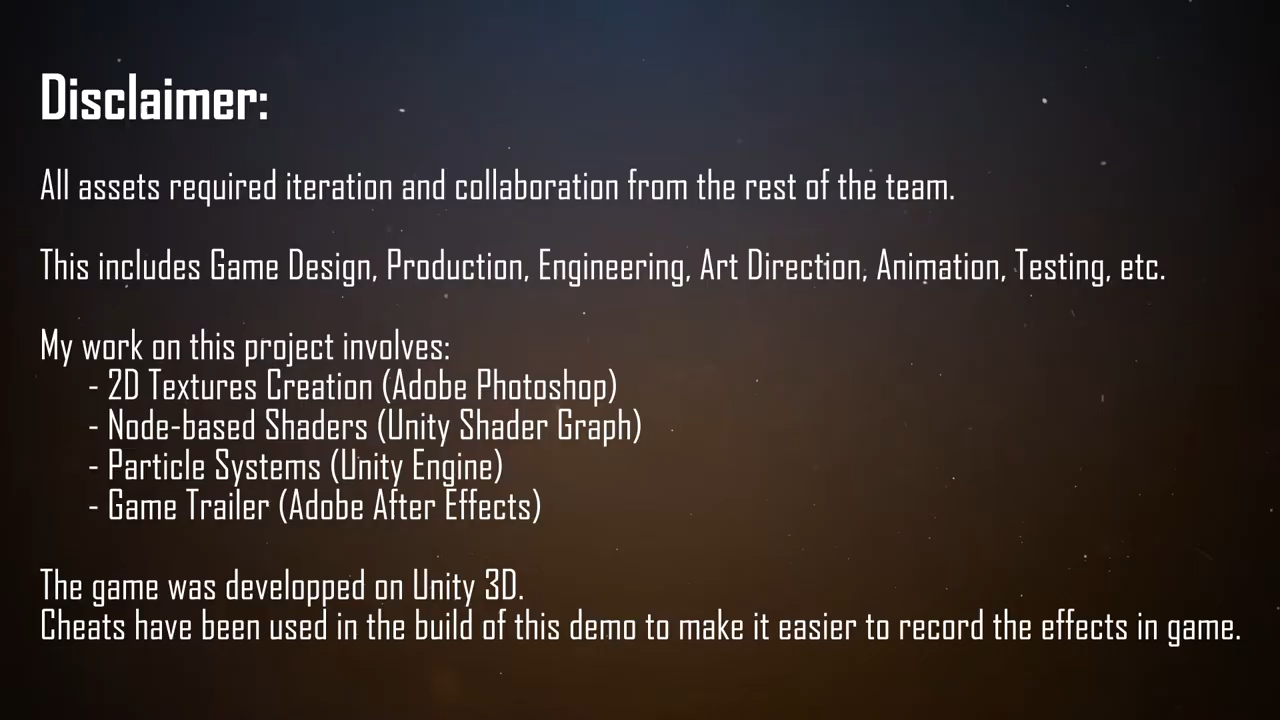 Disclaimer:
All assets required iteration and collaboration from the rest of the team.
This includes Game Design, Production, Engineering, Art Direction, Animation, Testing, etc.
My work on this project involves:
- 2D Textures Creation (Adobe Photoshop)
- Node-based Shaders (Unity Shader Graph)
- Particle Systems (Unity Engine)
- Game Trailer (Adobe After Effects)
The game was developped on Unity 3D.
Cheats have been used in the build of this demo to make it easier to record the effects in game.